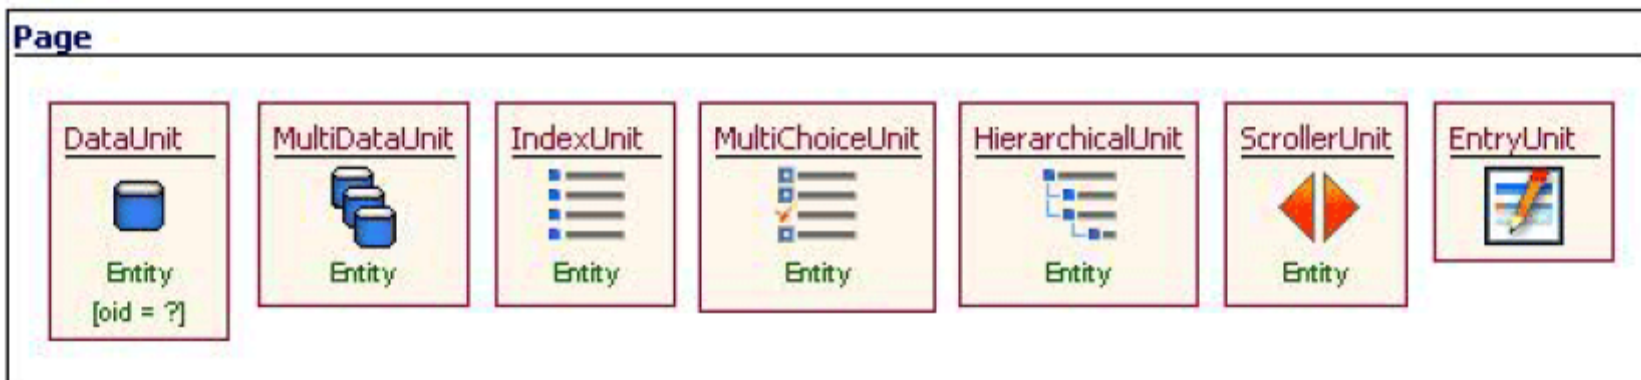 Page
DataUnit
Entity
[oid = ?]
MultiDataUnit
Entity
IndexUnit
Entity
MultiChoiceUnit
Entity
HierarchicalUnit
Entity
ScrollerUnit
Entity
EntryUnit